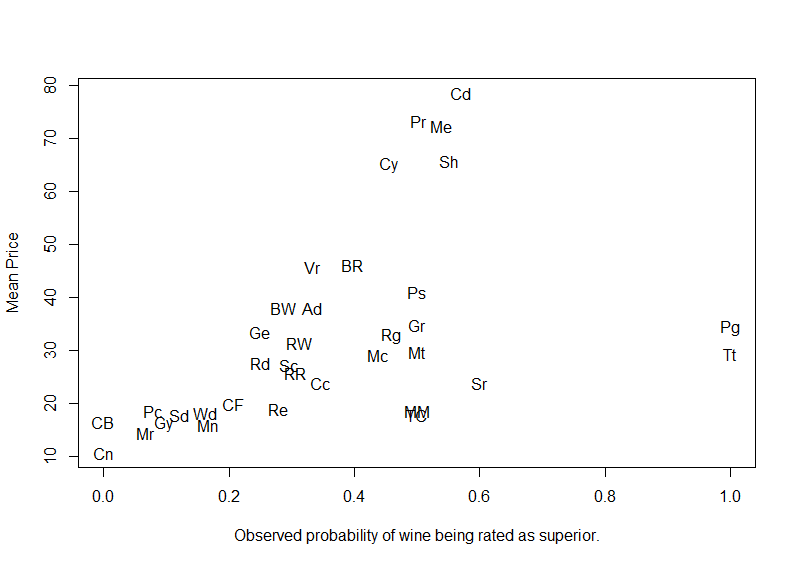 80
70
60
50
40
30
20
10
Mean Price
Cd
Pr
Me
Cy
Sh
Vr
BR
Ps
BW
Ad
Ge
Rg
Gr
Pg
RW
Mc
Mt
Tt
Rd
Sc
RR
Cc
Sr
Pc
Sd
Wd
CF
Re
MM
TC
CB
Gy
Mn
Mr
Cn
0.0 0.2 0.4 0.6 0.8 1.0
Observed probability of wine being rated as superior.